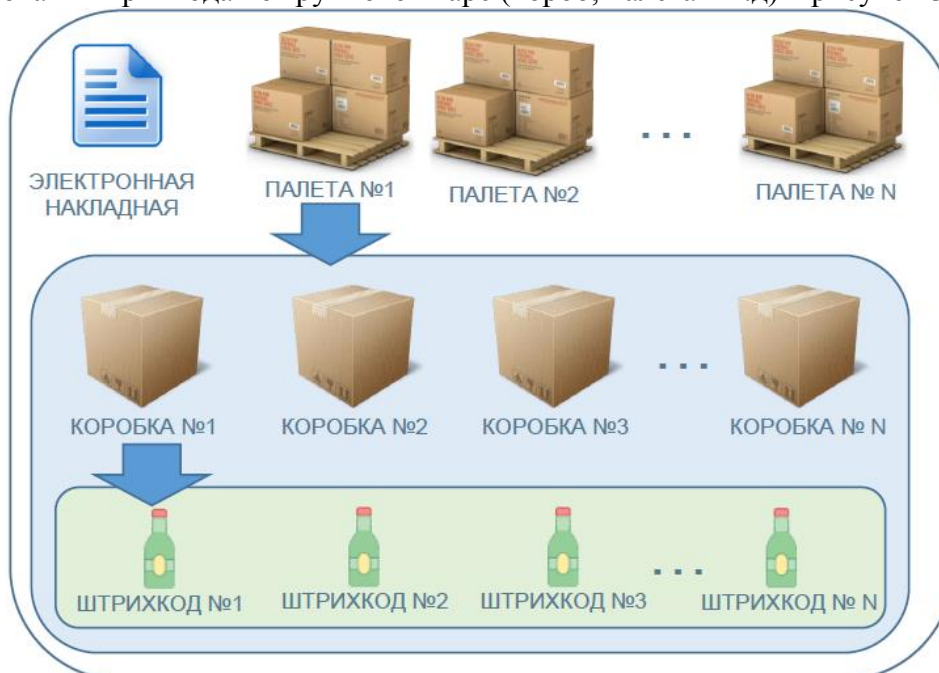 ЭЛЕКТРОННАЯ
НАКЛАДНАЯ
ПАЛЕТА №1
ПАЛЕТА №2
...
ПАЛЕТА № N
КОРОБКА №1
КОРОБКА №2
КОРОБКА №3
...
КОРОБКА № N
ШТРИХКОД №1
ШТРИХКОД №2
ШТРИХКОД №3
...
ШТРИХКОД № N